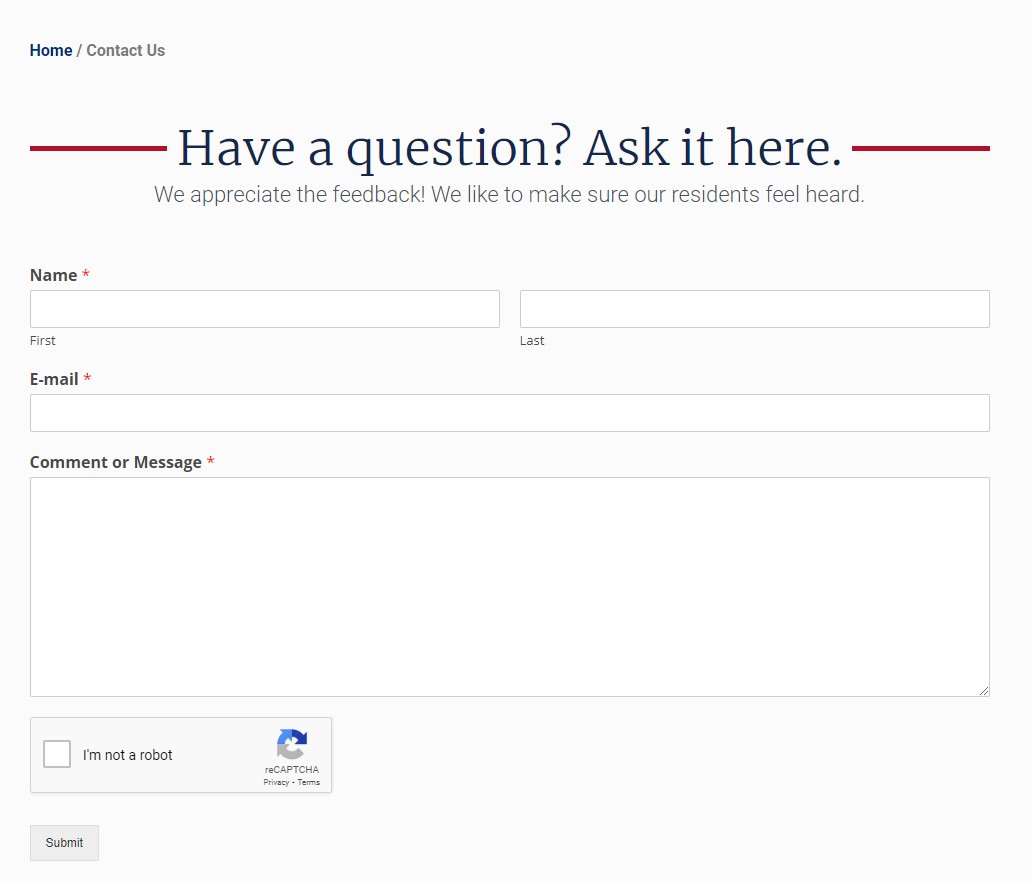 Home / Contact Us
Have a question? Ask it here.
We appreciate the feedback! We like to make sure our residents feel heard.
Name *
First Last
E-mail *
Comment or Message *
I'm not a robot
reCAPTCHA
Privacy - Terms
Submit